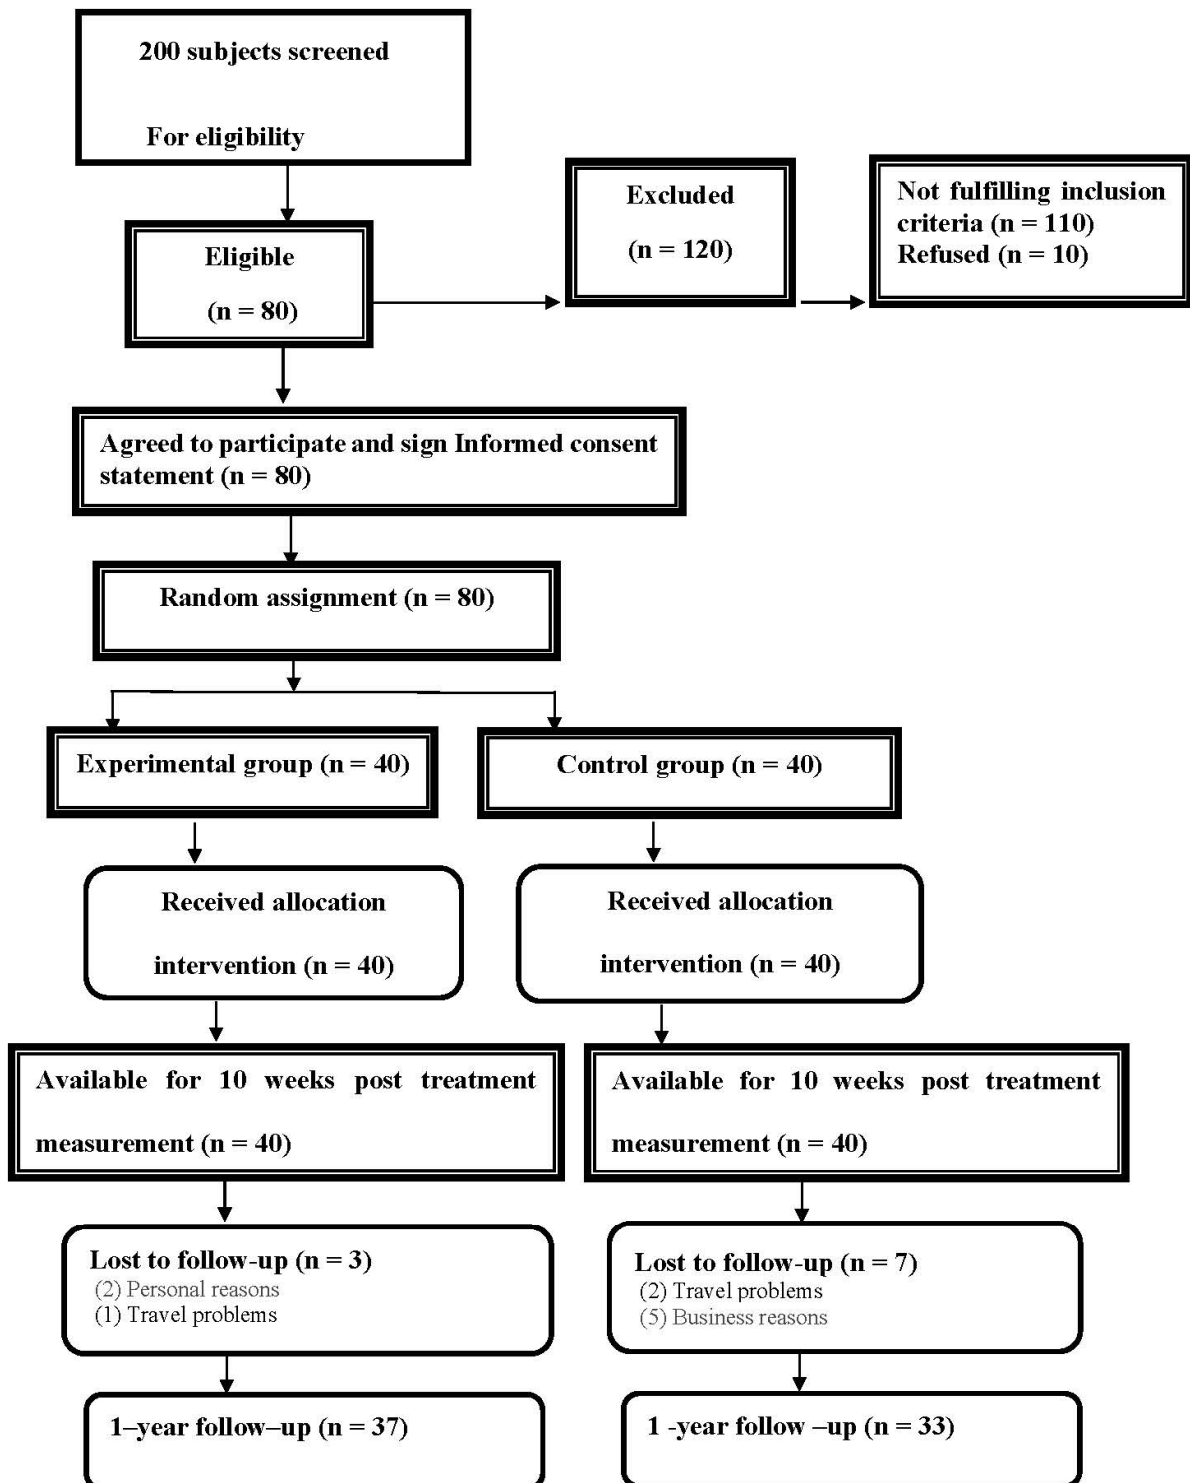 200 subjects screened
For eligibility
Excluded
(n = 120)
Not fulfilling inclusion
criteria (n = 110)
Refused (n = 10)
Eligible
(n = 80)
Agreed to participate and sign Informed consent
statement (n = 80)
Random assignment (n = 80)
Experimental group (n = 40)
Control group (n = 40)
Received allocation
intervention (n = 40)
Received allocation
intervention (n = 40)
Available for 10 weeks post treatment
measurement (n = 40)
Available for 10 weeks post treatment
measurement (n = 40)
Lost to follow-up (n = 3)
(2) Personal reasons
(1) Travel problems
Lost to follow-up (n = 7)
(2) Travel problems
(5) Business reasons
1–year follow–up (n = 37)
1 -year follow –up (n = 33)